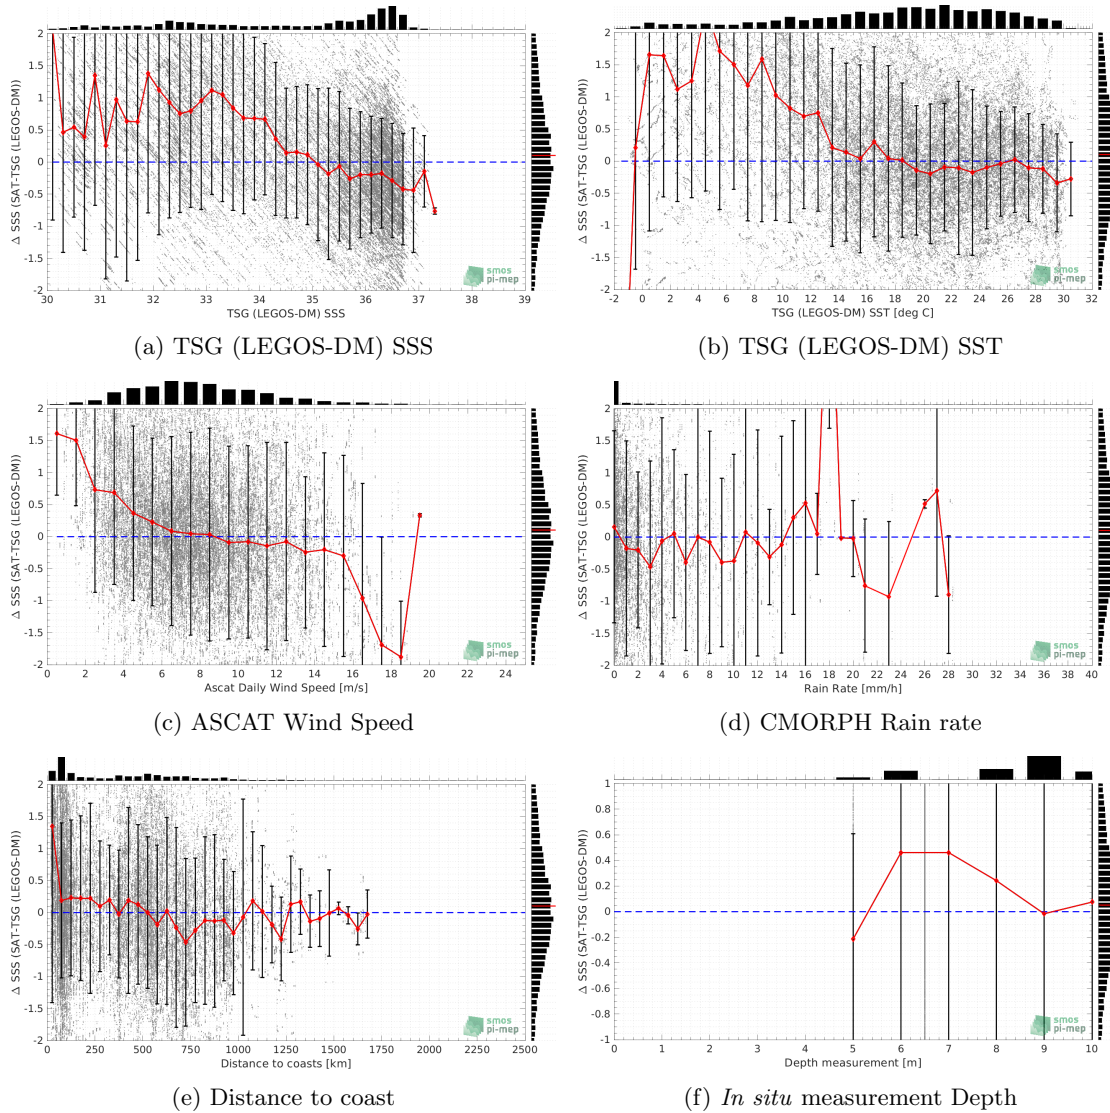 2
1.5
1
0.5
0
-0.5
-1
-1.5
-2
Δ SSS (SAT-TSG (LEGOS-DM))
30 31 32 33 34 35 36 37 38 39
TSG (LEGOS-DM) SSS
smos
pi-mep
(a) TSG (LEGOS-DM) SSS
2
1.5
1
0.5
0
-0.5
-1
-1.5
-2
Δ SSS (SAT-TSG (LEGOS-DM))
-2 0 2 4 6 8 10 12 14 16 18 20 22 24 26 28 30 32
TSG (LEGOS-DM) SST [deg C]
smos
pi-mep
(b) TSG (LEGOS-DM) SST
2
1.5
1
0.5
0
-0.5
-1
-1.5
-2
Δ SSS (SAT-TSG (LEGOS-DM))
0 2 4 6 8 10 12 14 16 18 20 22 24
Ascat Daily Wind Speed [m/s]
smos
pi-mep
(c) ASCAT Wind Speed
2
1.5
1
0.5
0
-0.5
-1
-1.5
-2
Δ SSS (SAT-TSG (LEGOS-DM))
0 2 4 6 8 10 12 14 16 18 20 22 24 26 28 30 32 34 36 38 40
Rain Rate [mm/h]
smos
pi-mep
(d) CMORPH Rain rate
2
1.5
1
0.5
0
-0.5
-1
-1.5
-2
Δ SSS (SAT-TSG (LEGOS-DM))
0 250 500 750 1000 1250 1500 1750 2000 2250 2500
Distance to coasts [km]
smos
pi-mep
(e) Distance to coast
1
0.8
0.6
0.4
0.2
0
-0.2
-0.4
-0.6
-0.8
-1
Δ SSS (SAT-TSG (LEGOS-DM))
0 1 2 3 4 5 6 7 8 9 10
Depth measurement [m]
smos
pi-mep
(f) In situ measurement Depth